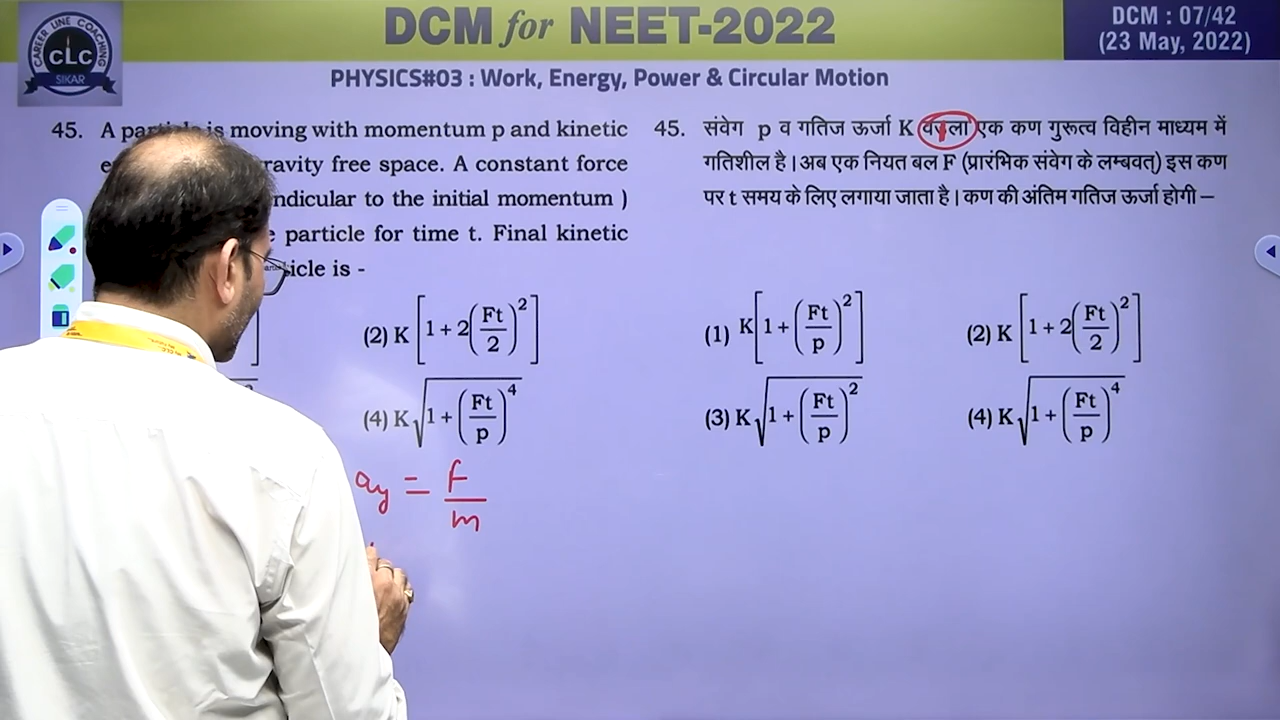 DCM for NEET-2022
DCM : 07/42
(23 May, 2022)
CAREER LINE COACHING
CLC
SIKAR
PHYSICS#03 : Work, Energy, Power & Circular Motion
45. A is moving with momentum p and kinetic
free space. A constant force
to the initial momentum )
particle for time t. Final kinetic
is -
(2) K [1 + 2(Ft/2)^2]
(4) K√(1 + (Ft/p)^4)
45. संवेग p व गतिज ऊर्जा K एक कण गुरूत्व विहीन माध्यम में
गतिशील है। अब एक नियत बल F (प्रारंभिक संवेग के लम्बवत्) इस कण
पर t समय के लिए लगाया जाता है। कण की अंतिम गतिज ऊर्जा होगी –
(1) K[1 + (Ft/p)^2]
(2) K [1 + 2(Ft/2)^2]
(3) K√(1 + (Ft/p)^2)
(4) K√(1 + (Ft/p)^4)
ay = F/m